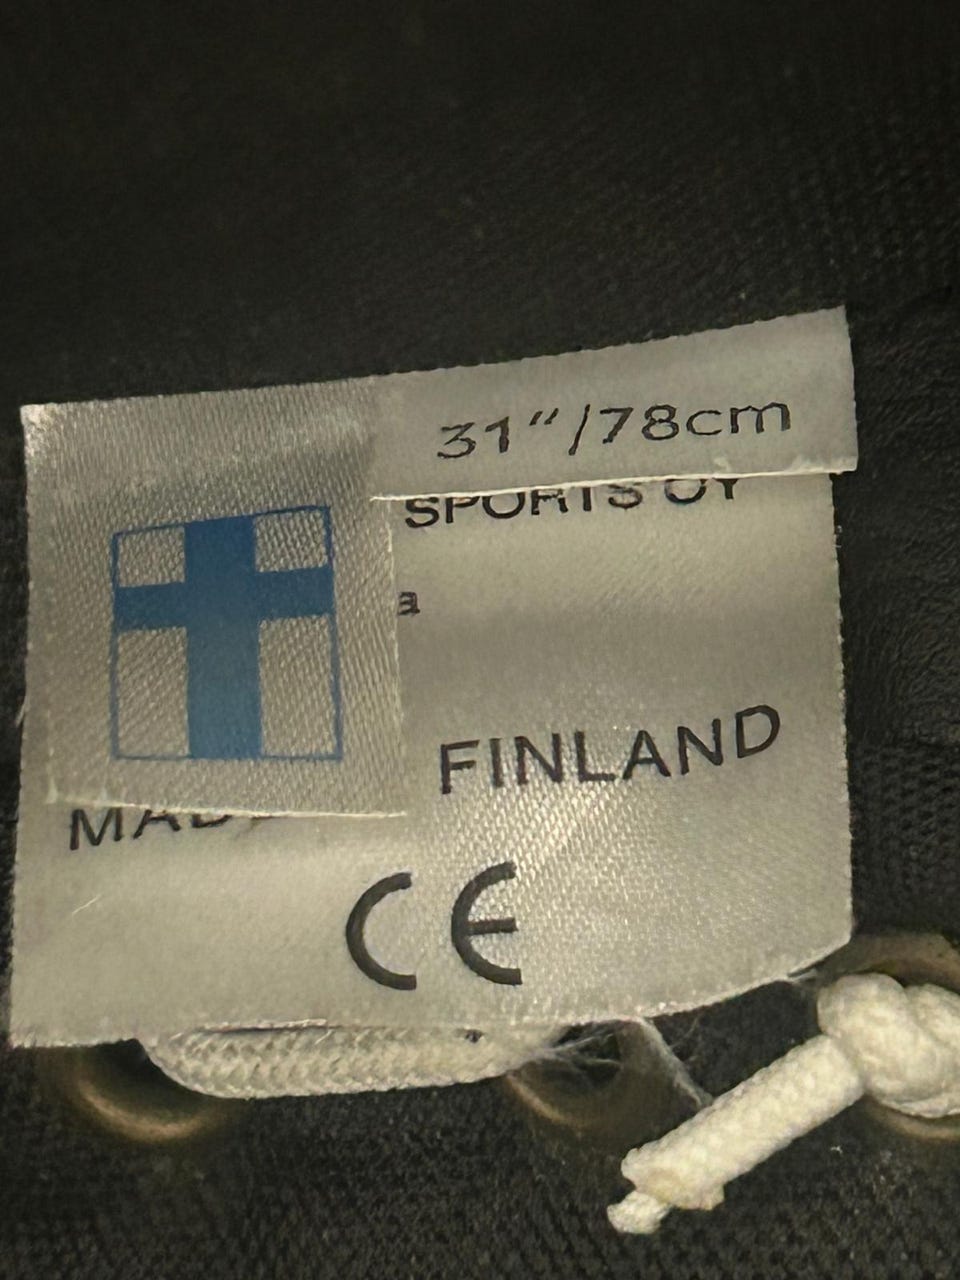 31"/78cm
SPORTS OY
a
FINLAND
CE